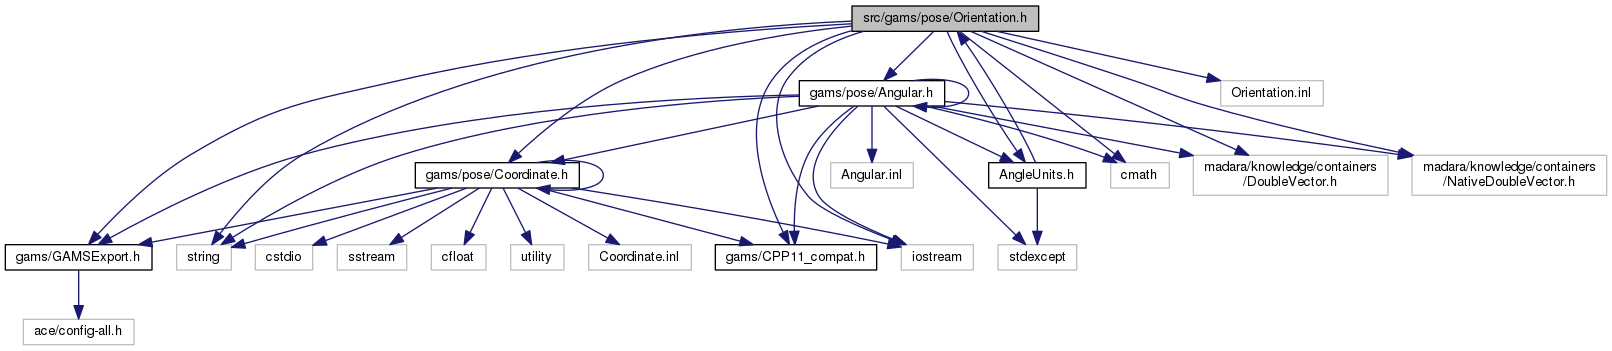 src/gams/pose/Orientation.h
gams/pose/Angular.h
Orientation.inl
gams/pose/Coordinate.h
Angular.inl
AngleUnits.h
cmath
madara/knowledge/containers
/DoubleVector.h
madara/knowledge/containers
/NativeDoubleVector.h
gams/GAMSExport.h
string
cstdio
sstream
cfloat
utility
Coordinate.inl
gams/CPP11_compat.h
iostream
stdexcept
ace/config-all.h